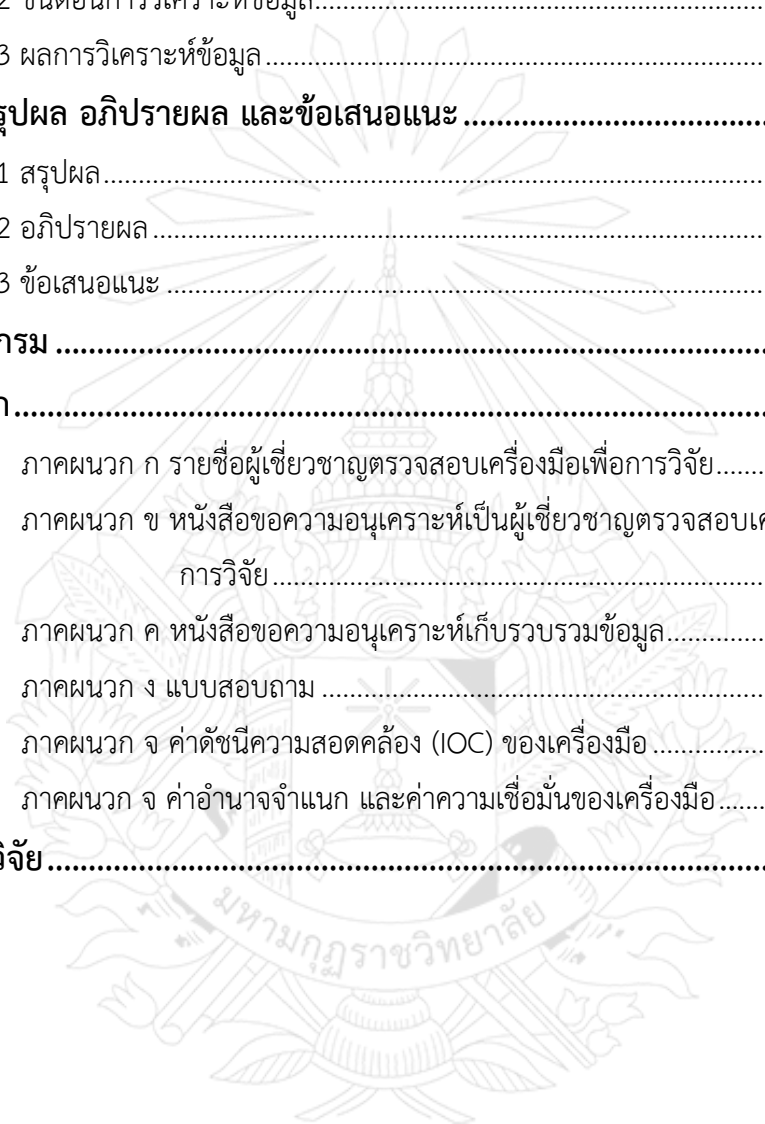 2 ขั้นตอนการวิเคราะห์ข้อมูล
3 ผลการวิเคราะห์ข้อมูล
รุปผล อภิปรายผล และข้อเสนอแนะ
1 สรุปผล
2 อภิปรายผล
3 ข้อเสนอแนะ
กรม
ก
ภาคผนวก ก รายชื่อผู้เชี่ยวชาญตรวจสอบเครื่องมือเพื่อการวิจัย
ภาคผนวก ข หนังสือขอความอนุเคราะห์เป็นผู้เชี่ยวชาญตรวจสอบเค
การวิจัย
ภาคผนวก ค หนังสือขอความอนุเคราะห์เก็บรวบรวมข้อมูล
ภาคผนวก ง แบบสอบถาม
ภาคผนวก จ ค่าดัชนีความสอดคล้อง (IOC) ของเครื่องมือ
ภาคผนวก จ ค่าอำนาจจำแนก และค่าความเชื่อมั่นของเครื่องมือ
วิจัย
มหามกุฏราชวิทยาลัย